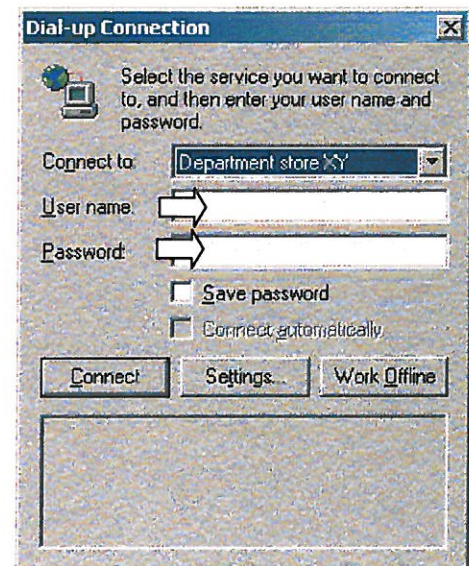 Dial-up Connection
Select the service you want to connect
to, and then enter your user name and
password.
Connect to:
Department store XY
User name:
Password:
Save password
Connect automatically
Connect
Settings...
Work Offline